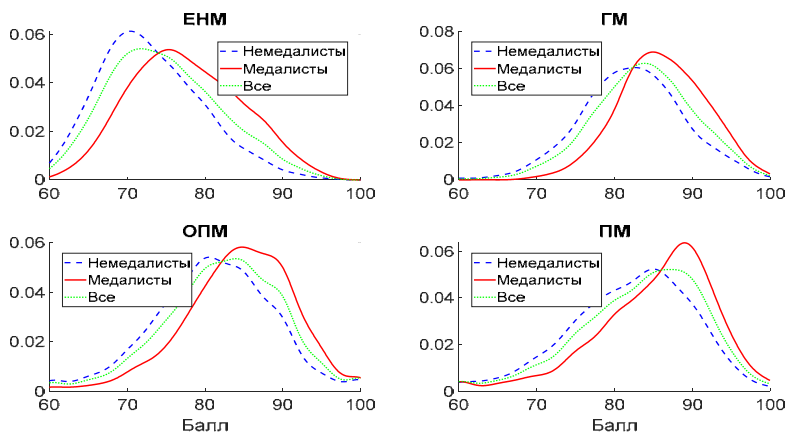 ЕНМ
0.06
0.04
0.02
0
60
70
80
90
100
Немедалисты
Медалисты
Все
ГМ
0.08
0.06
0.04
0.02
0
60
70
80
90
100
Немедалисты
Медалисты
Все
ОПМ
0.06
0.04
0.02
0
60
70
80
90
100
Балл
Немедалисты
Медалисты
Все
ПМ
0.06
0.04
0.02
0
60
70
80
90
100
Балл
Немедалисты
Медалисты
Все